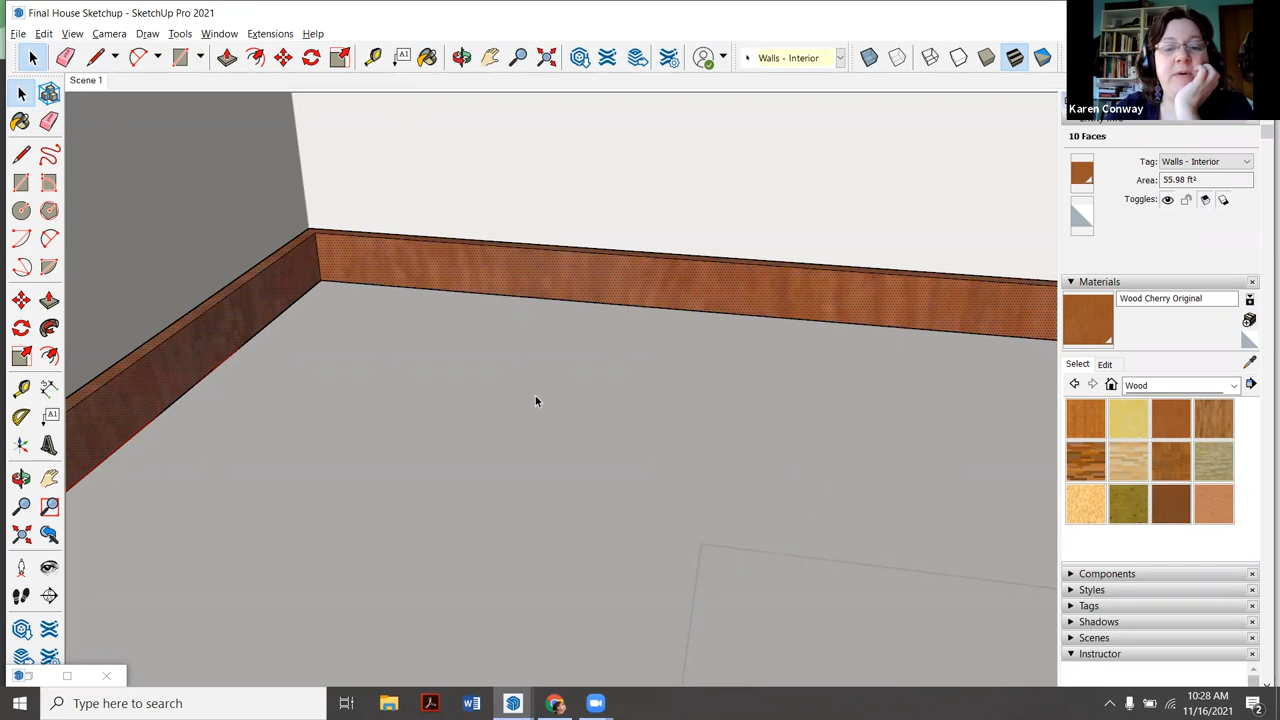 Final House Sketchup - SketchUp Pro 2021
File Edit View Camera Draw Tools Window Extensions Help
Walls - Interior
Scene 1
Karen Conway
10 Faces
Tag: Walls - Interior
Area: 55.98 ft²
Toggles:
Materials
Wood Cherry Original
Select Edit
Wood
Components
Styles
Tags
Shadows
Scenes
Instructor
Type here to search
10:28 AM
11/16/2021
2